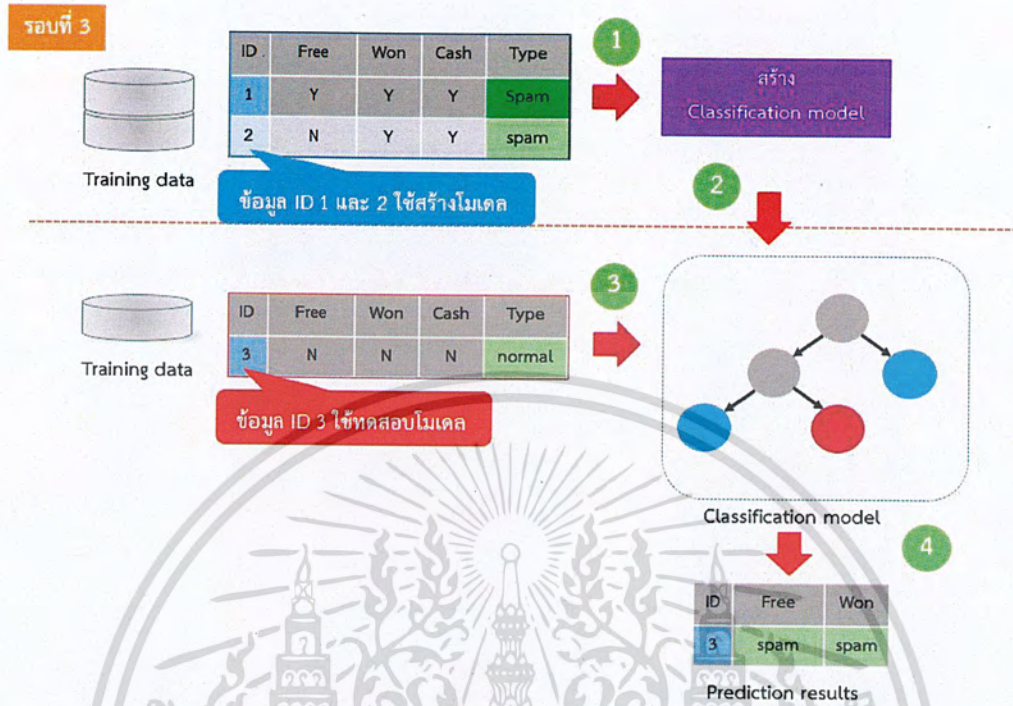 รอบที่ 3
ID Free Won Cash Type
1 Y Y Y Spam
2 N Y Y spam
Training data
ข้อมูล ID 1 และ 2 ใช้สร้างโมเดล
1
สร้าง
Classification model
2
ID Free Won Cash Type
3 N N N normal
Training data
ข้อมูล ID 3 ใช้ทดสอบโมเดล
3
Classification model
4
ID Free Won
3 spam spam
Prediction results